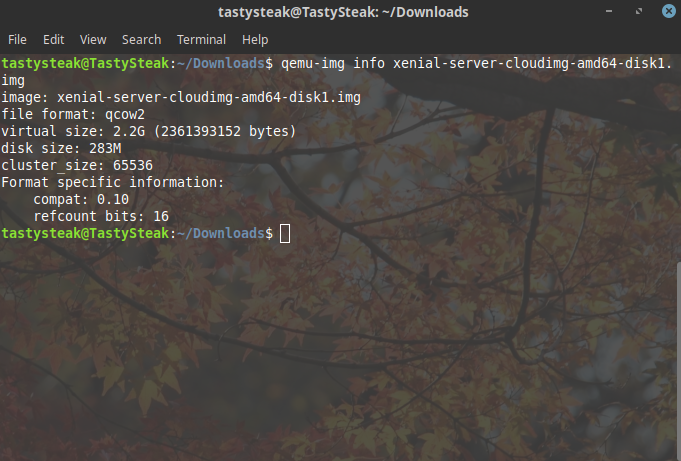 tastysteak@TastySteak: ~/Downloads
File Edit View Search Terminal Help
tastysteak@TastySteak:~/Downloads$ qemu-img info xenial-server-cloudimg-amd64-disk1.
img
image: xenial-server-cloudimg-amd64-disk1.img
file format: qcow2
virtual size: 2.2G (2361393152 bytes)
disk size: 283M
cluster_size: 65536
Format specific information:
    compat: 0.10
    refcount bits: 16
tastysteak@TastySteak:~/Downloads$